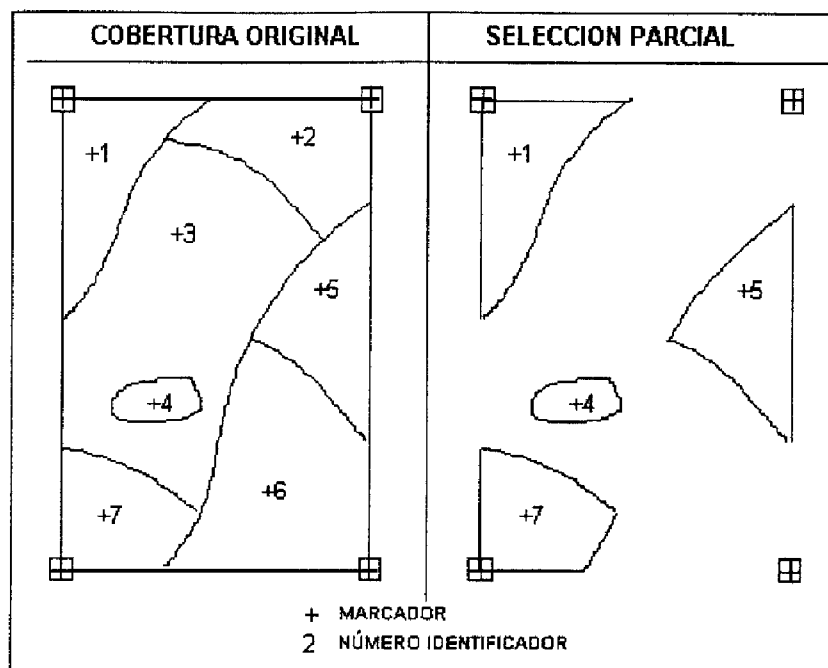 COBERTURA ORIGINAL
SELECCION PARCIAL
+1
+2
+3
+5
+4
+6
+7
+1
+5
+4
+7
+ MARCADOR
2 NÚMERO IDENTIFICADOR